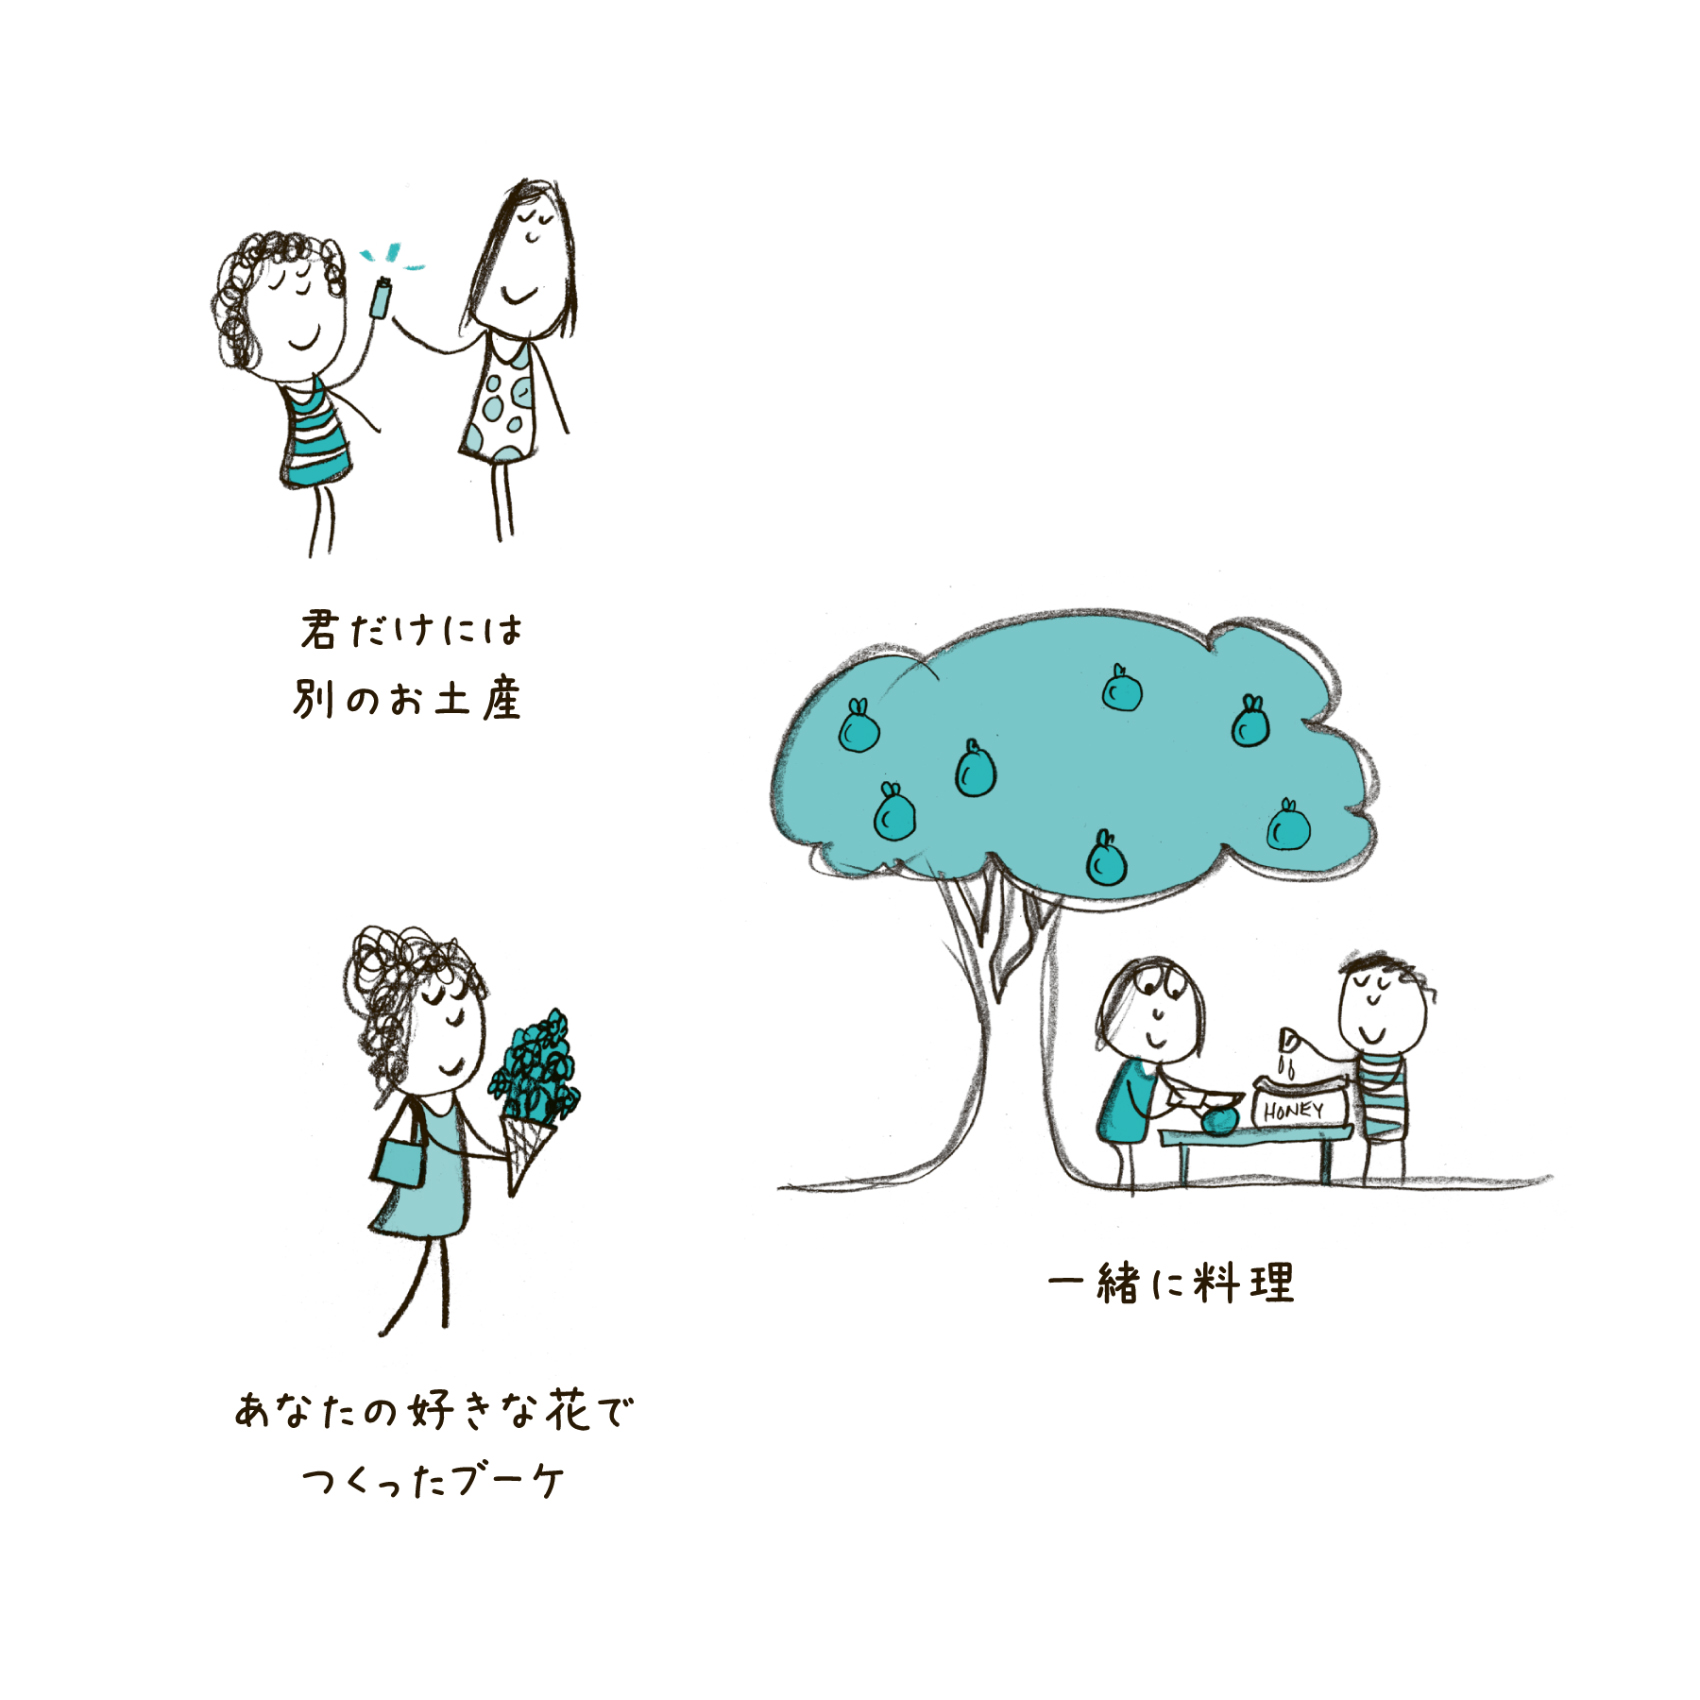 君だけには
別のお土産
HONEY
一緒に料理
あなたの好きな花で
つくったブーケ